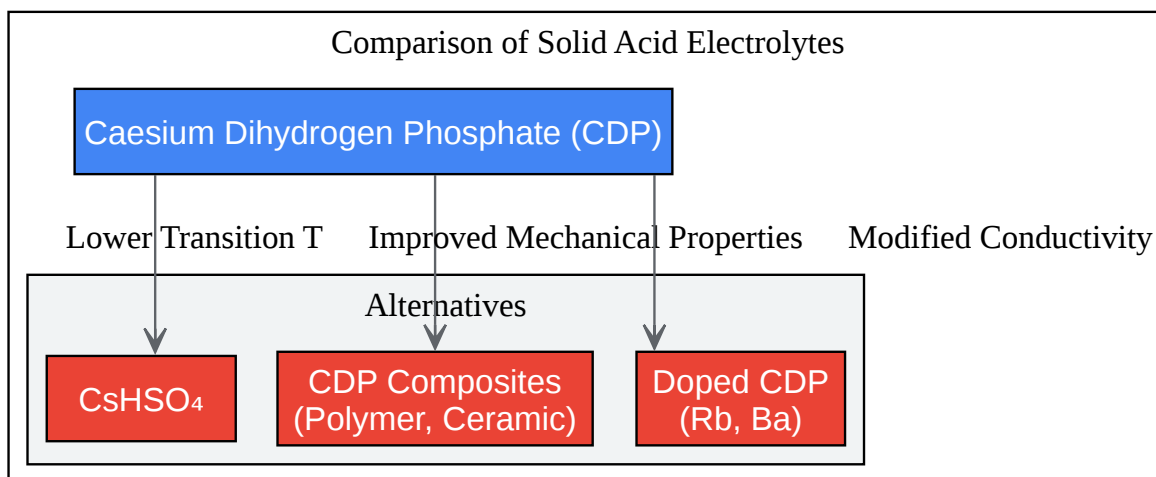 Comparison of Solid Acid Electrolytes
Caesium Dihydrogen Phosphate (CDP)
Lower Transition T
Improved Mechanical Properties
Modified Conductivity
Alternatives
CsHSO₄
CDP Composites
(Polymer, Ceramic)
Doped CDP
(Rb, Ba)